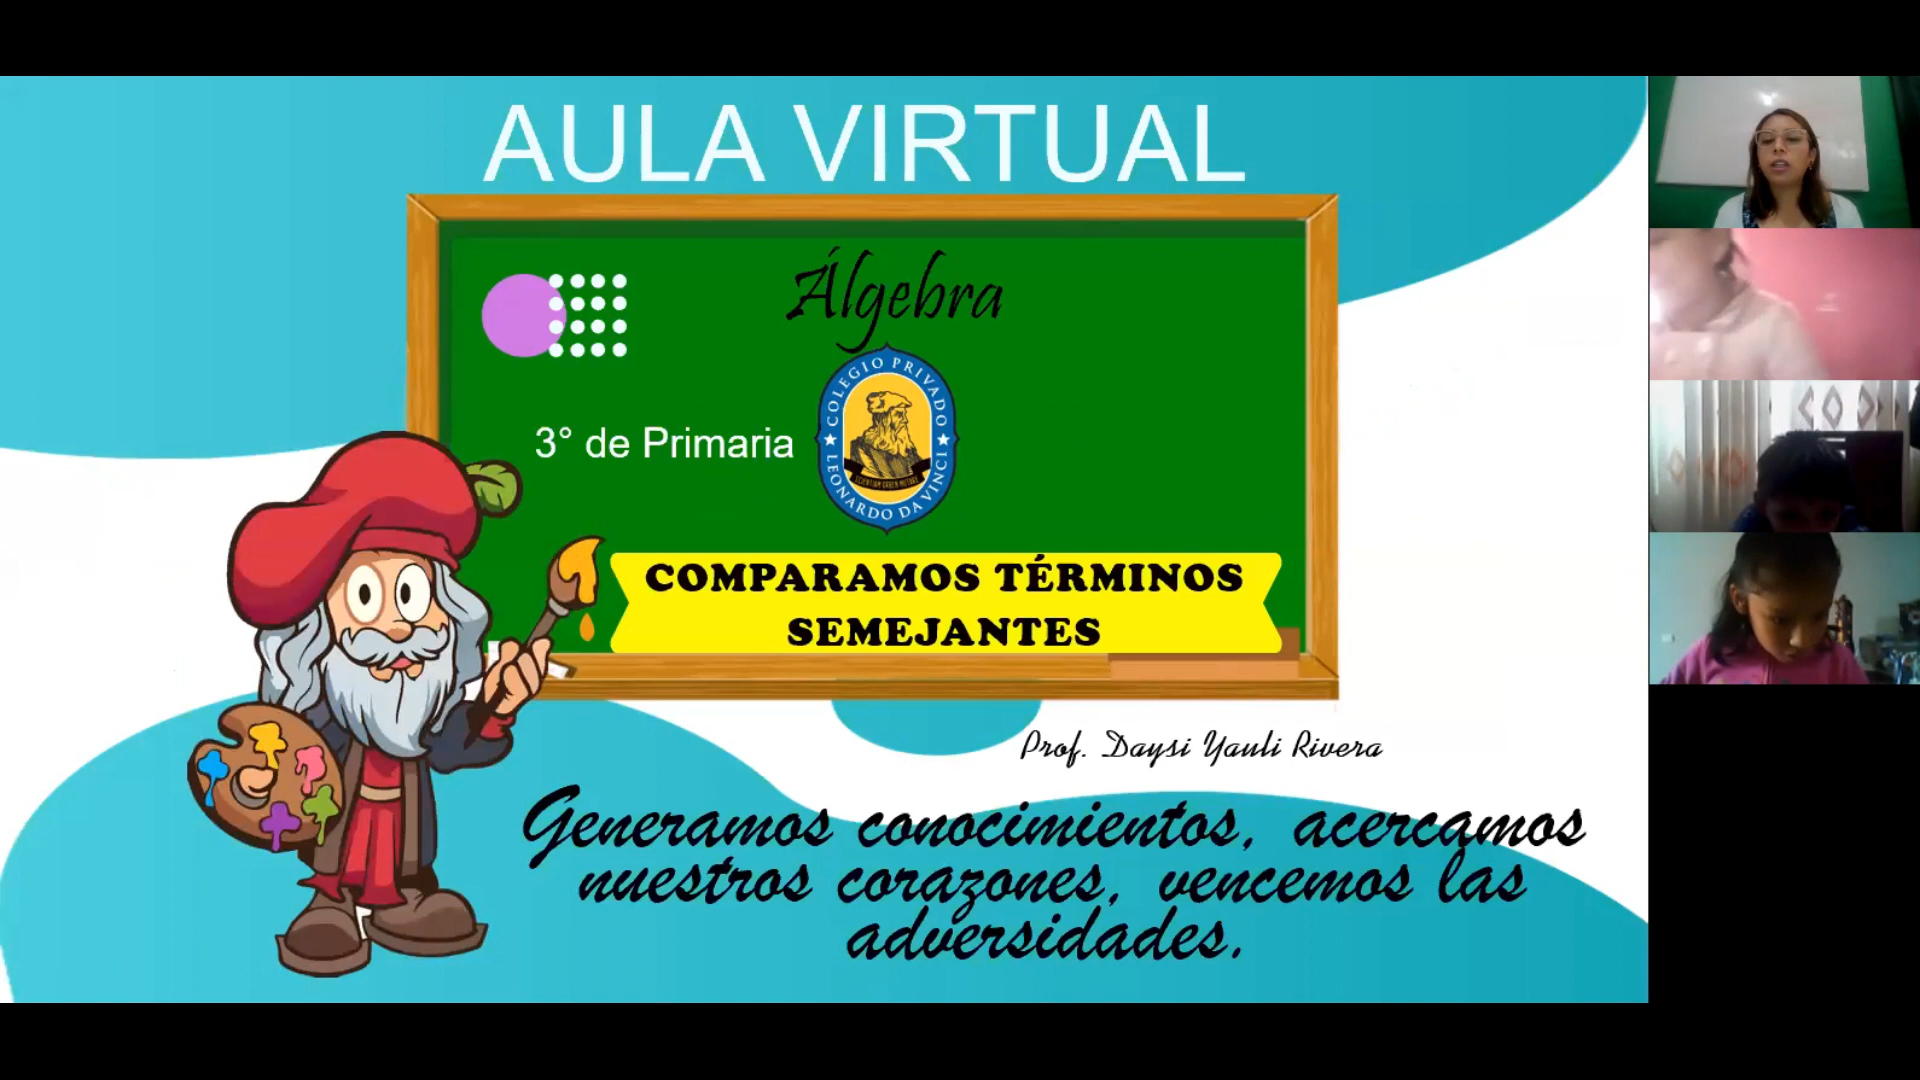 AULA VIRTUAL
Álgebra
3° de Primaria
COLEGIO PRIVADO
LEONARDO DA VINCI
COMPARAMOS TÉRMINOS
SEMEJANTES
Prof. Daysi Yauli Rivera
Generamos conocimientos, acercamos
nuestros corazones, vencemos las
adversidades.